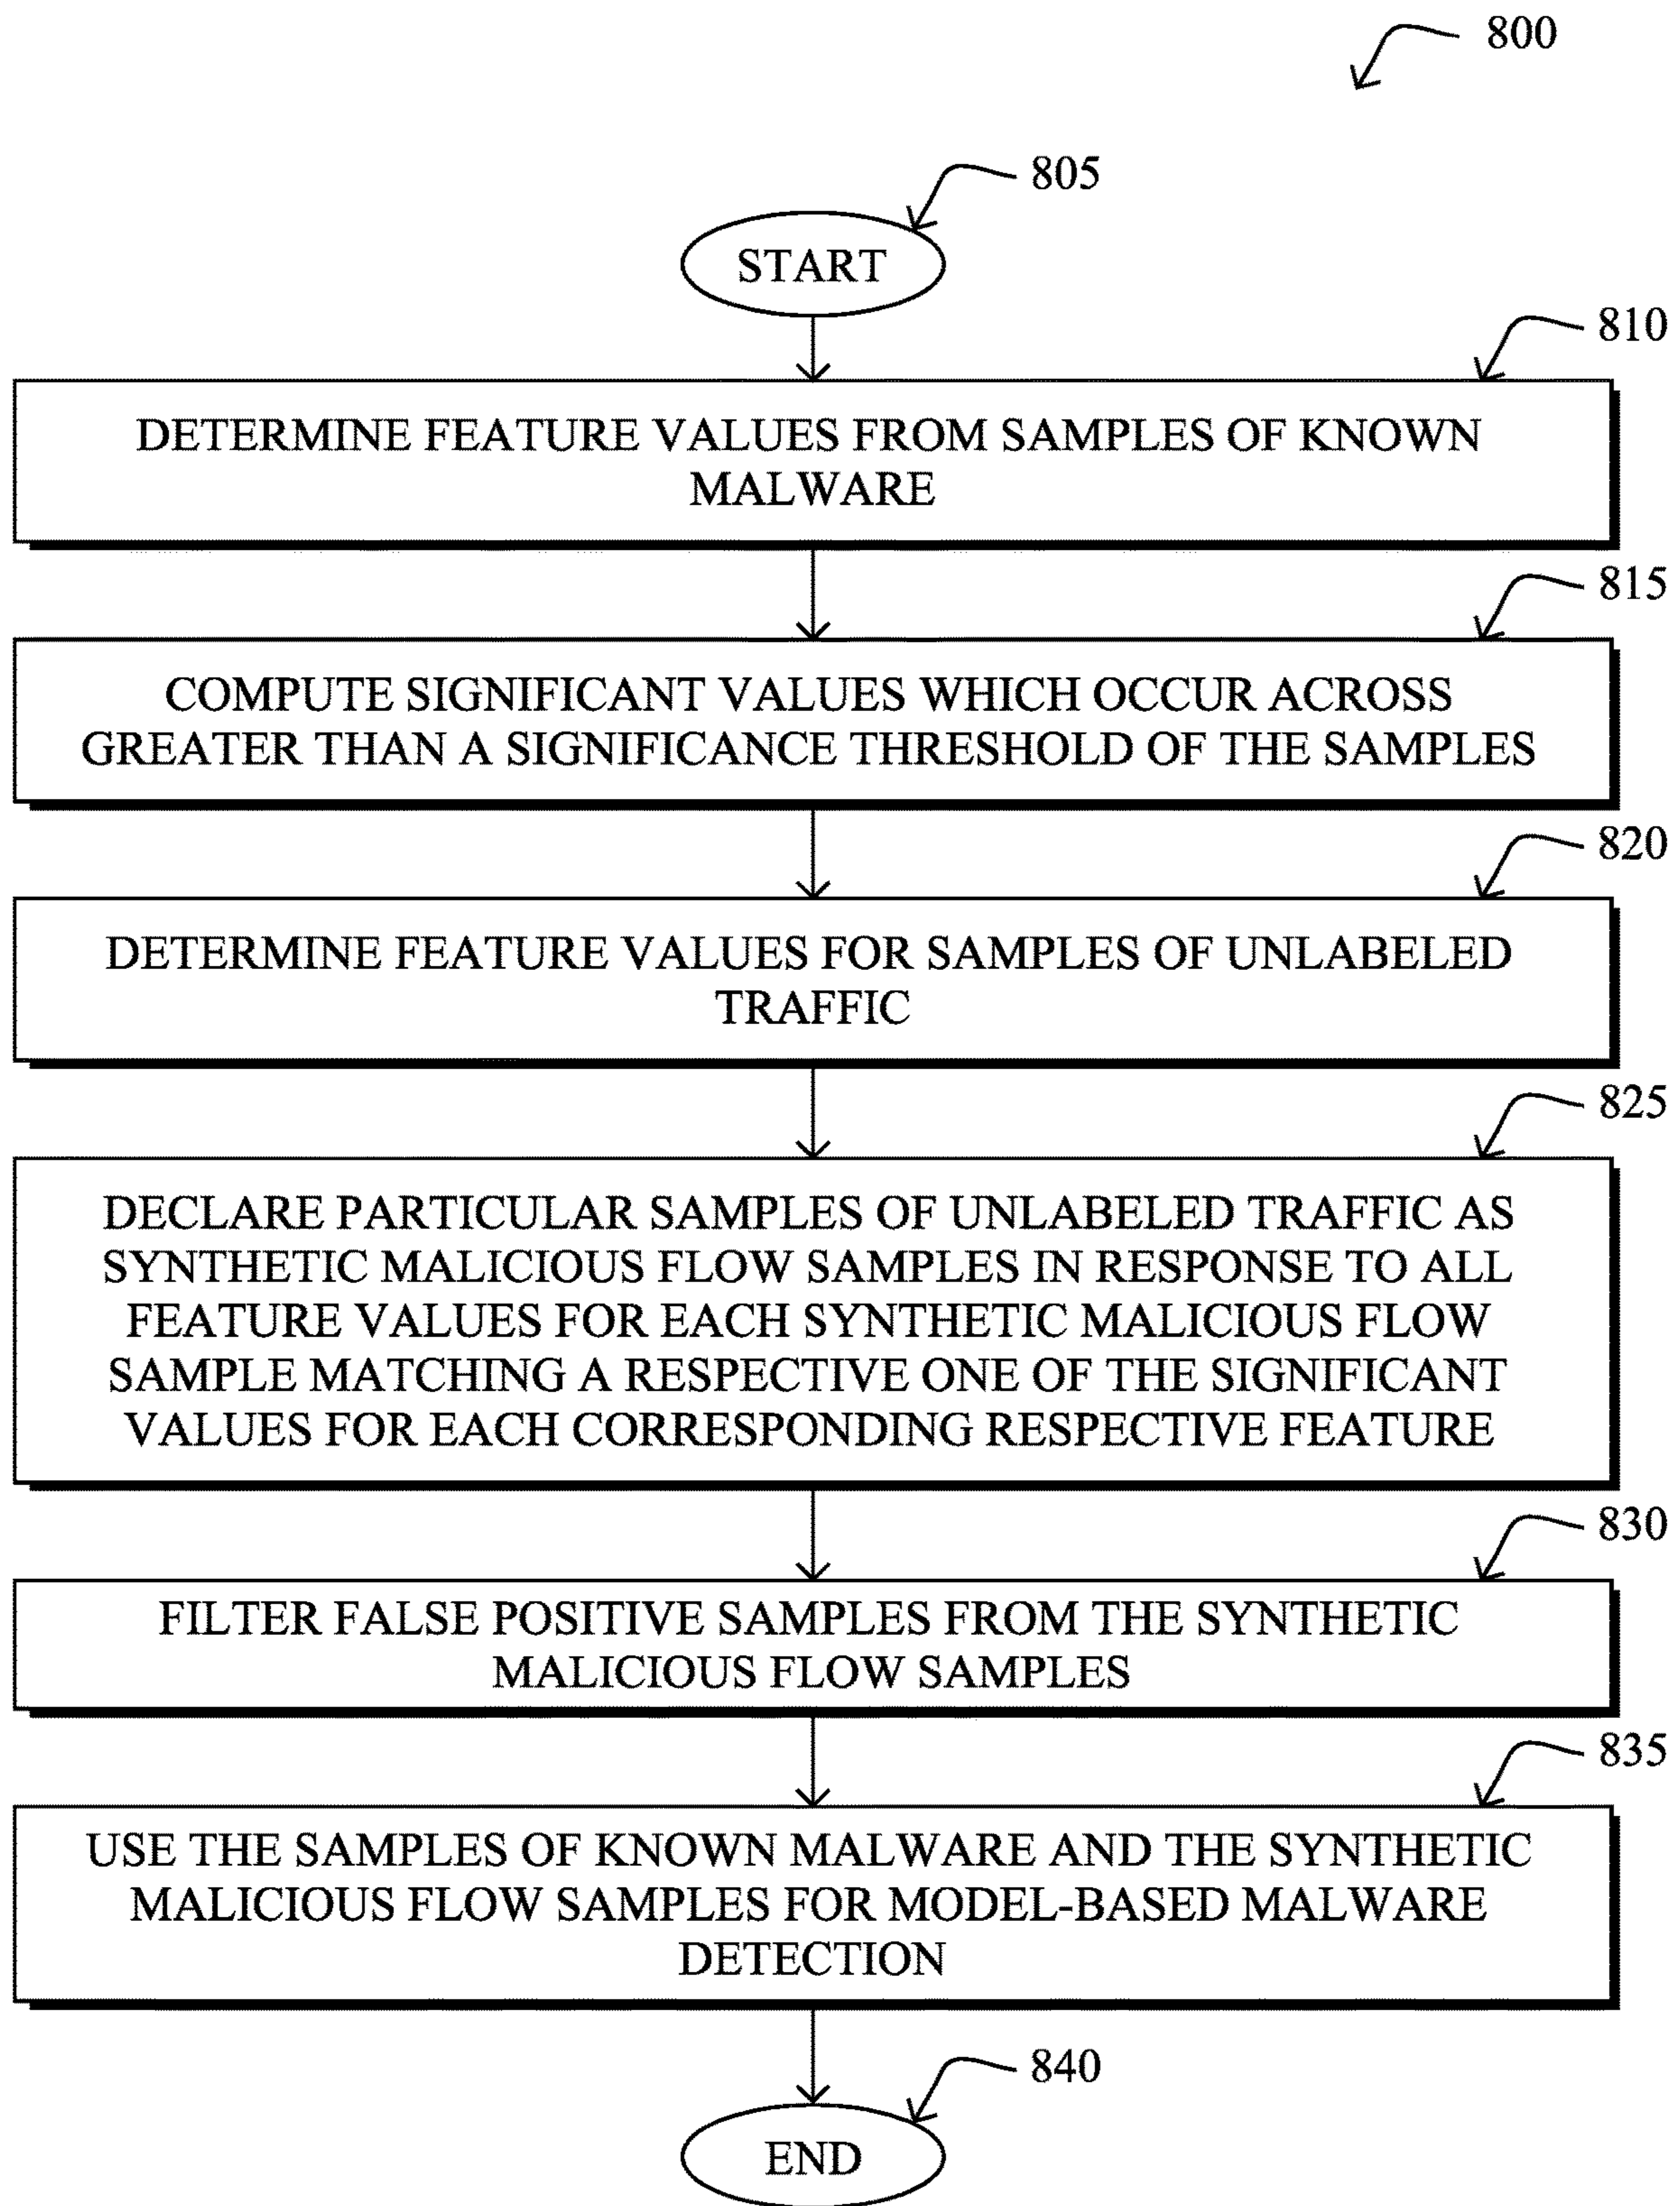 800
805
START
810
DETERMINE FEATURE VALUES FROM SAMPLES OF KNOWN
MALWARE
815
COMPUTE SIGNIFICANT VALUES WHICH OCCUR ACROSS
GREATER THAN A SIGNIFICANCE THRESHOLD OF THE SAMPLES
820
DETERMINE FEATURE VALUES FOR SAMPLES OF UNLABELED
TRAFFIC
825
DECLARE PARTICULAR SAMPLES OF UNLABELED TRAFFIC AS
SYNTHETIC MALICIOUS FLOW SAMPLES IN RESPONSE TO ALL
FEATURE VALUES FOR EACH SYNTHETIC MALICIOUS FLOW
SAMPLE MATCHING A RESPECTIVE ONE OF THE SIGNIFICANT
VALUES FOR EACH CORRESPONDING RESPECTIVE FEATURE
830
FILTER FALSE POSITIVE SAMPLES FROM THE SYNTHETIC
MALICIOUS FLOW SAMPLES
835
USE THE SAMPLES OF KNOWN MALWARE AND THE SYNTHETIC
MALICIOUS FLOW SAMPLES FOR MODEL-BASED MALWARE
DETECTION
840
END